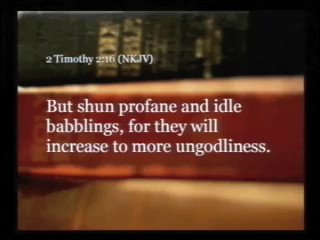 2 Timothy 2:16 (NKJV)
But shun profane and idle
babblings, for they will
increase to more ungodliness.